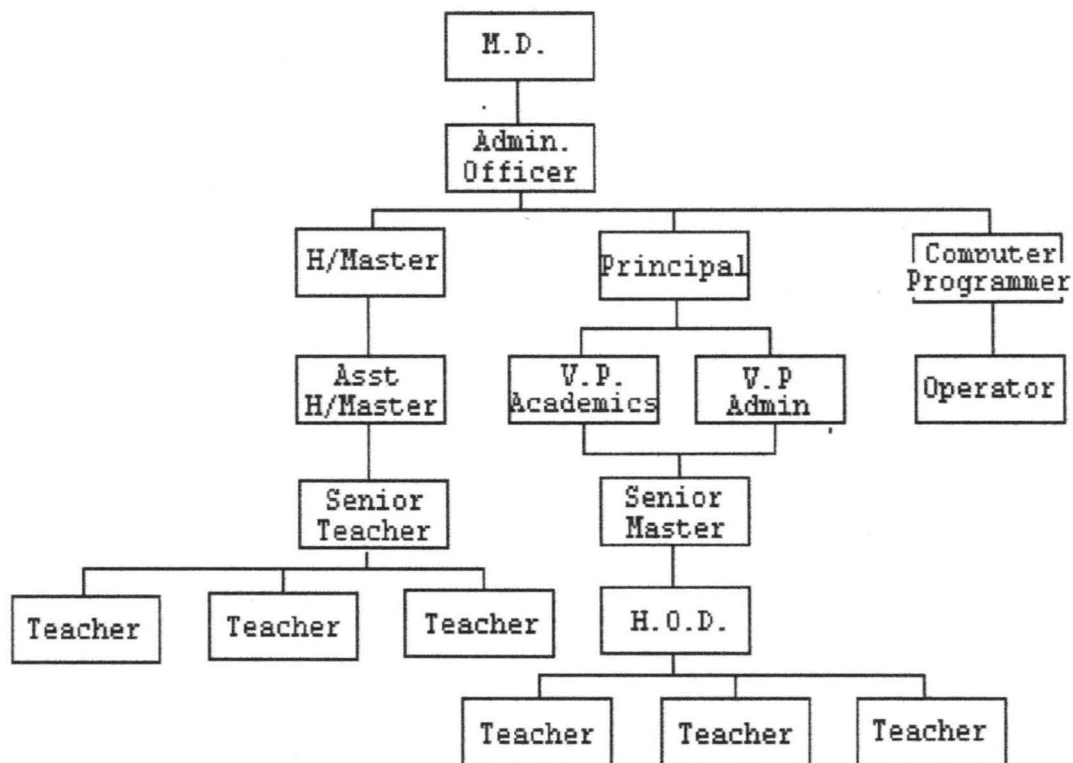 M.D.
Admin.
Officer
H/Master
Principal
Computer
Programmer
Asst
H/Master
V.P.
Academics
V.P
Admin
Operator
Senior
Teacher
Senior
Master
Teacher
Teacher
Teacher
H.O.D.
Teacher
Teacher
Teacher